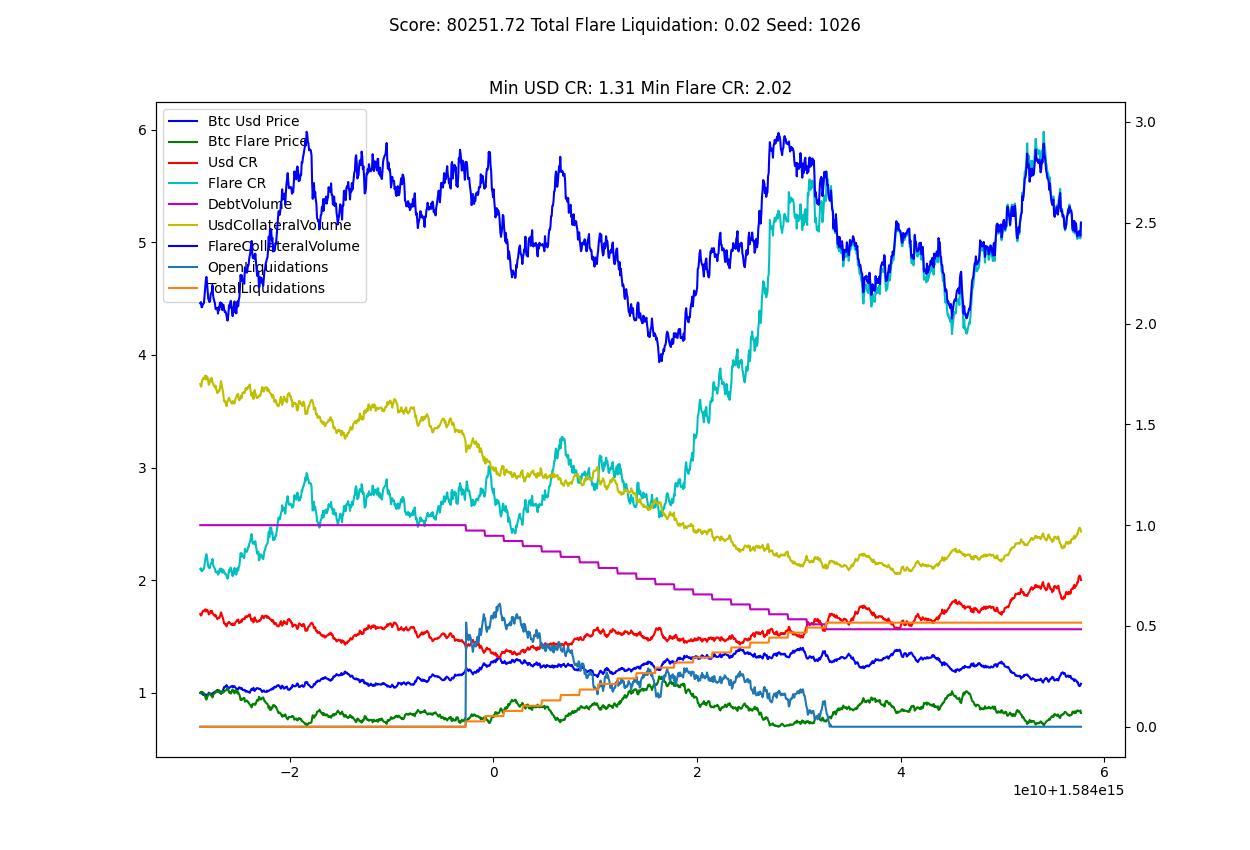 Score: 80251.72 Total Flare Liquidation: 0.02 Seed: 1026
Min USD CR: 1.31 Min Flare CR: 2.02
Btc Usd Price
Btc Flare Price
Usd CR
Flare CR
DebtVolume
UsdCollateralVolume
FlareCollateralVolume
OpenLiquidations
TotalLiquidations
6
5
4
3
2
1
3.0
2.5
2.0
1.5
1.0
0.5
0.0
−2
0
2
4
6
1e10+1.584e15